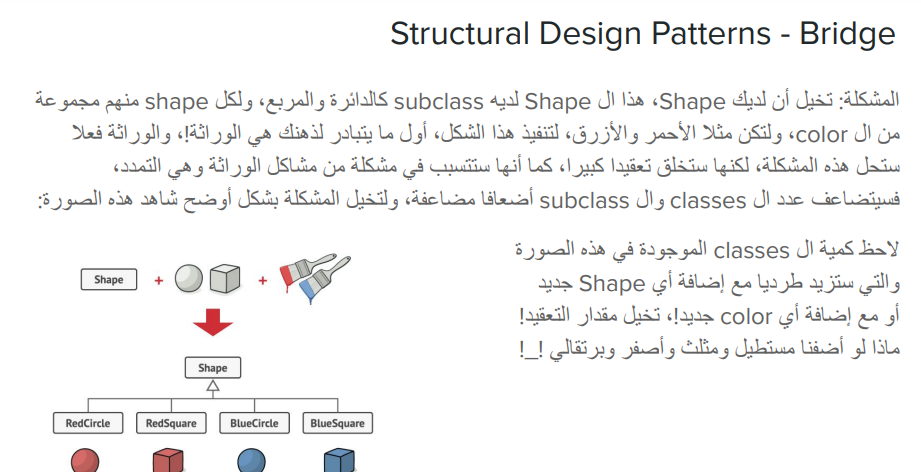 Structural Design Patterns - Bridge
المشكلة: تخيل أن لديك Shape، هذا ال Shape لديه subclass كالدائرة والمربع، ولكل shape منهم مجموعة
من ال color، ولتكن مثلا الأحمر والأزرق، لتنفيذ هذا الشكل، أول ما يتبادر لذهنك هي الوراثة!، والوراثة فعلا
ستحل هذه المشكلة، لكنها ستخلق تعقيدا كبيرا، كما أنها ستتسبب في مشكلة من مشاكل الوراثة وهي التمدد،
فسيتضاعف عدد ال classes وال subclass أضعافا مضاعفة، ولتخيل المشكلة بشكل أوضح شاهد هذه الصورة:
لاحظ كمية ال classes الموجودة في هذه الصورة
والتي ستزيد طرديا مع إضافة أي Shape جديد
أو مع إضافة أي color جديد!، تخيل مقدار التعقيد!
ماذا لو أضفنا مستطيل ومثلث وأصفر وبرتقالي !_!
Shape + +
Shape
RedCircle RedSquare BlueCircle BlueSquare